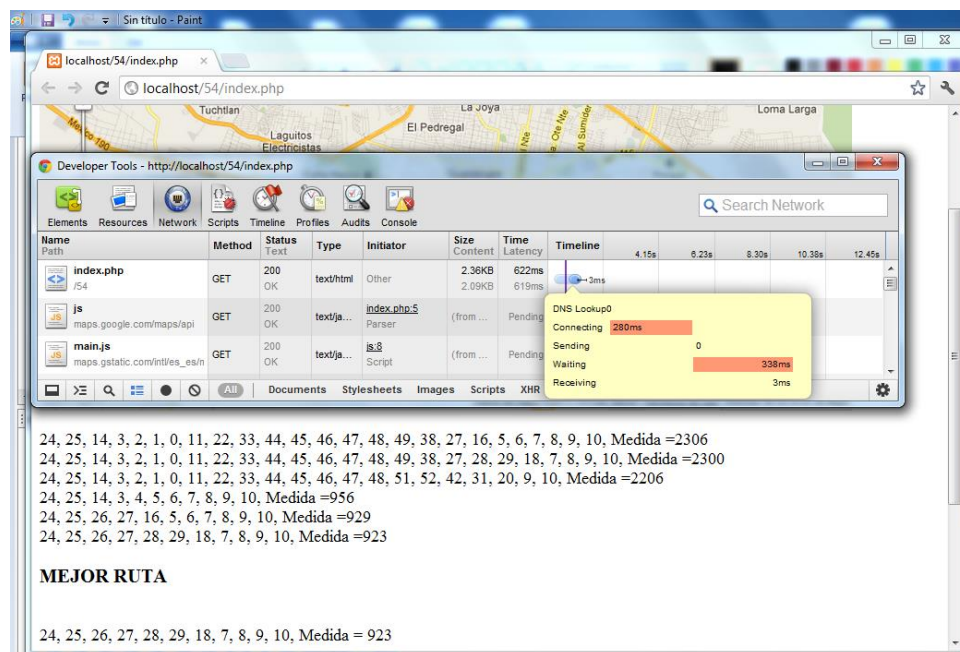 Sin título - Paint
localhost/54/index.php
localhost/54/index.php
Tuchtlan
La Joya
Loma Larga
Mexico 190
Laguitos
Electricistas
El Pedregal
Nte
a. Ote Nte
Al Sumider
Developer Tools - http://localhost/54/index.php
Elements Resources Network Scripts Timeline Profiles Audits Console
Search Network
Name Method Status Type Initiator Size Time Timeline 4.15s 6.23s 8.30s 10.38s 12.45s
Path Text Content Latency
index.php GET 200 text/html Other 2.36KB 622ms 3ms
/54 OK 2.09KB 619ms
js GET 200 text/ja... index.php:5 (from ... Pending
maps.google.com/maps/api OK Parser
main.js GET 200 text/ja... js:8 (from ... Pending
maps.gstatic.com/intl/es_es/n OK Script
DNS Lookup0
Connecting 280ms
Sending 0
Waiting 338ms
Receiving 3ms
All Documents Stylesheets Images Scripts XHR
24, 25, 14, 3, 2, 1, 0, 11, 22, 33, 44, 45, 46, 47, 48, 49, 38, 27, 16, 5, 6, 7, 8, 9, 10, Medida =2306
24, 25, 14, 3, 2, 1, 0, 11, 22, 33, 44, 45, 46, 47, 48, 49, 38, 27, 28, 29, 18, 7, 8, 9, 10, Medida =2300
24, 25, 14, 3, 2, 1, 0, 11, 22, 33, 44, 45, 46, 47, 48, 51, 52, 42, 31, 20, 9, 10, Medida =2206
24, 25, 14, 3, 4, 5, 6, 7, 8, 9, 10, Medida =956
24, 25, 26, 27, 16, 5, 6, 7, 8, 9, 10, Medida =929
24, 25, 26, 27, 28, 29, 18, 7, 8, 9, 10, Medida =923
MEJOR RUTA
24, 25, 26, 27, 28, 29, 18, 7, 8, 9, 10, Medida = 923